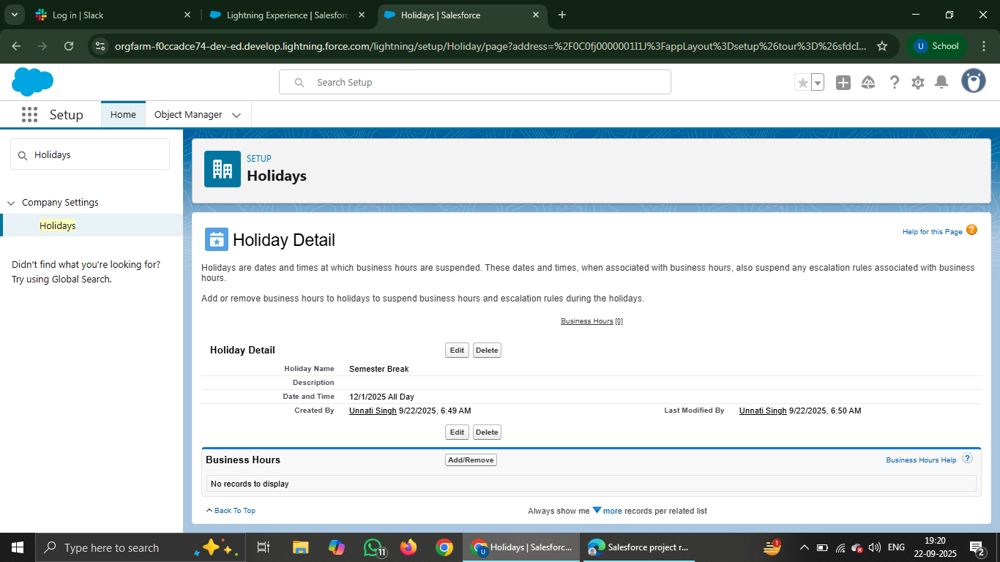 Log in | Slack
Lightning Experience | Salesforc
Holidays | Salesforce
orgfarm-f0ccadce74-dev-ed.develop.lightning.force.com/lightning/setup/Holiday/page?address=%2F0C0fj0000001I1J%3FappLayout%3Dsetup%26tour%3D%26sfdcI...
U School
Search Setup
Setup
Home
Object Manager
Holidays
SETUP
Holidays
Company Settings
Holidays
Didn't find what you're looking for?
Try using Global Search.
Holiday Detail
Help for this Page ?
Holidays are dates and times at which business hours are suspended. These dates and times, when associated with business hours, also suspend any escalation rules associated with business
hours.
Add or remove business hours to holidays to suspend business hours and escalation rules during the holidays.
Business Hours [0]
Holiday Detail
Edit Delete
Holiday Name Semester Break
Description
Date and Time 12/1/2025 All Day
Created By Unnati Singh 9/22/2025, 6:49 AM
Last Modified By Unnati Singh 9/22/2025, 6:50 AM
Edit Delete
Business Hours
Add/Remove
Business Hours Help ?
No records to display
Back To Top
Always show me more records per related list
Type here to search
11
U
Holidays | Salesforc...
Salesforce project r...
1
ENG
19:20
22-09-2025
2